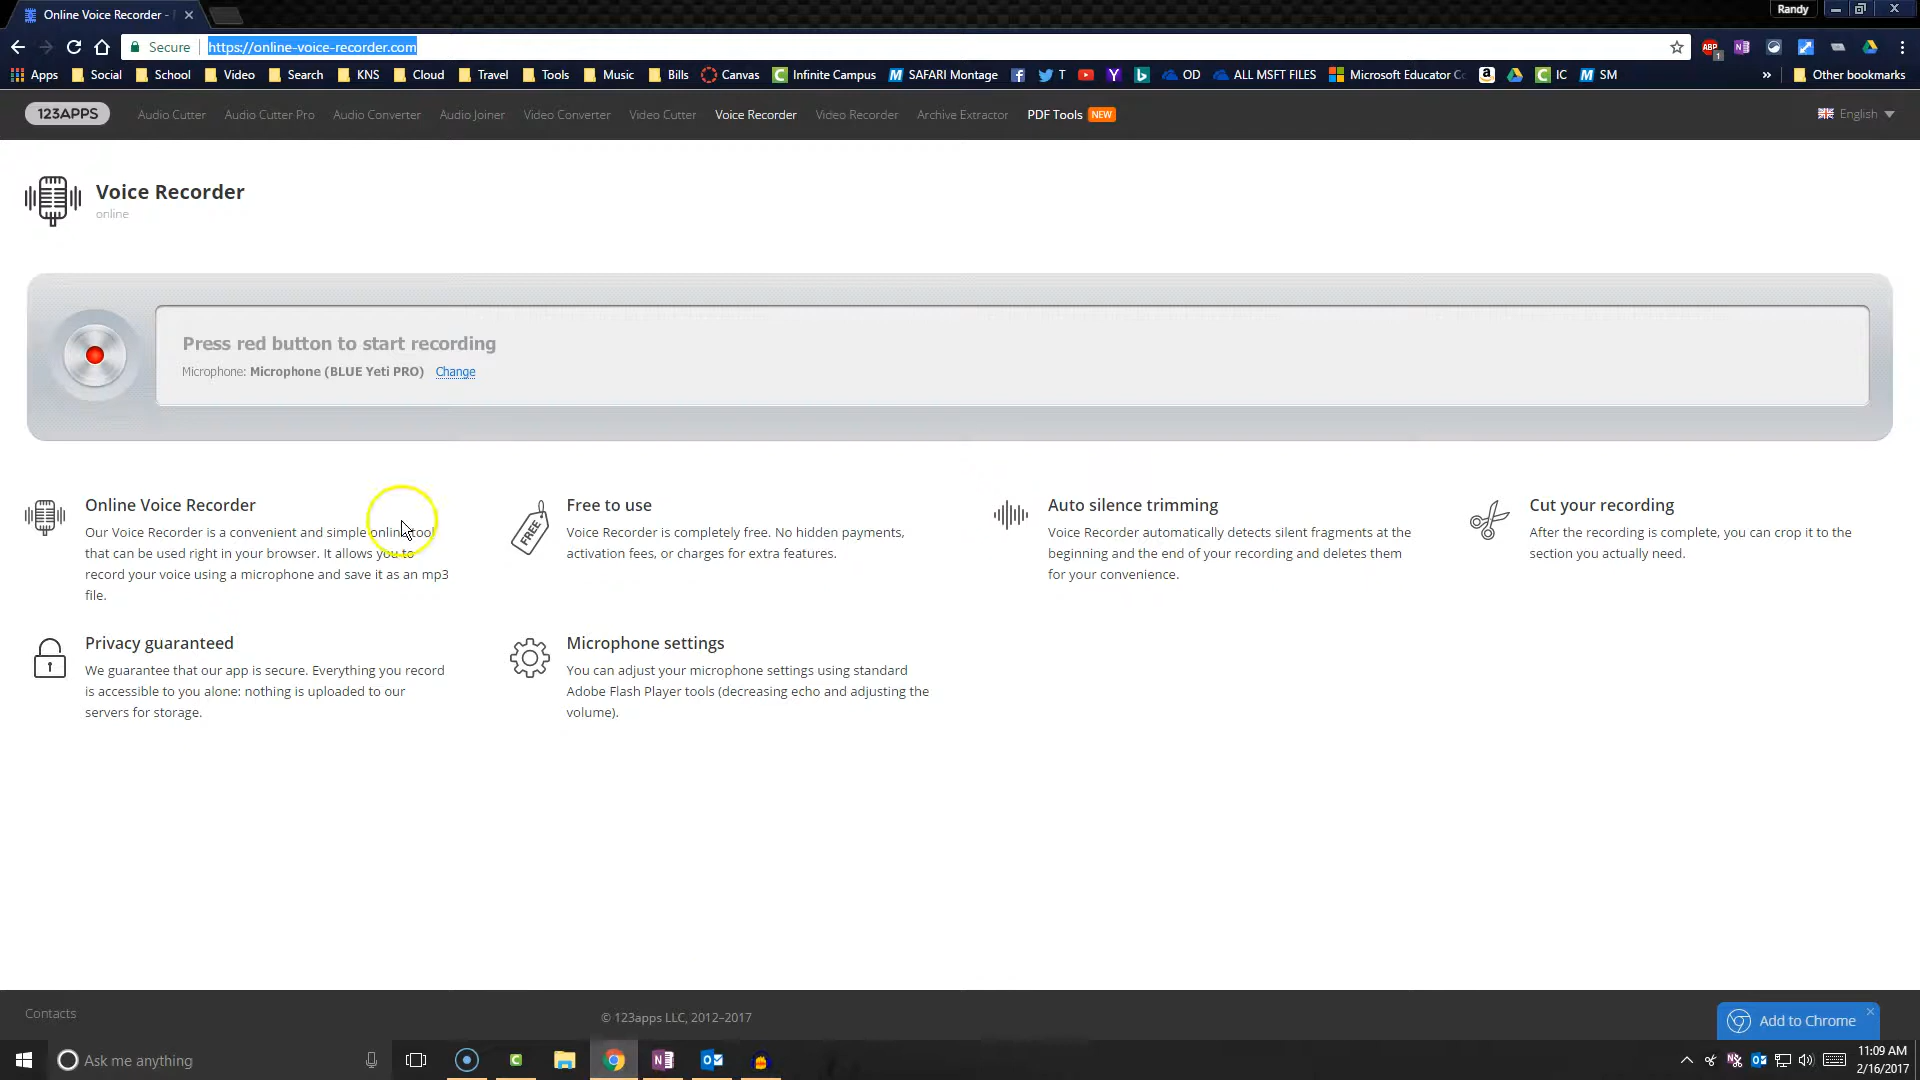 Online Voice Recorder -
Randy
Secure
https://online-voice-recorder.com
ABP
1
Apps Social School Video Search KNS Cloud Travel Tools Music Bills Canvas Infinite Campus SAFARI Montage T OD ALL MSFT FILES Microsoft Educator Cc IC SM » Other bookmarks
123APPS Audio Cutter Audio Cutter Pro Audio Converter Audio Joiner Video Converter Video Cutter Voice Recorder Video Recorder Archive Extractor PDF Tools NEW English
Voice Recorder
online
Press red button to start recording
Microphone: Microphone (BLUE Yeti PRO) Change
Online Voice Recorder
Our Voice Recorder is a convenient and simple online tool
that can be used right in your browser. It allows you to
record your voice using a microphone and save it as an mp3
file.
FREE
Free to use
Voice Recorder is completely free. No hidden payments,
activation fees, or charges for extra features.
Auto silence trimming
Voice Recorder automatically detects silent fragments at the
beginning and the end of your recording and deletes them
for your convenience.
Cut your recording
After the recording is complete, you can crop it to the
section you actually need.
Privacy guaranteed
We guarantee that our app is secure. Everything you record
is accessible to you alone: nothing is uploaded to our
servers for storage.
Microphone settings
You can adjust your microphone settings using standard
Adobe Flash Player tools (decreasing echo and adjusting the
volume).
Contacts
© 123apps LLC, 2012–2017
Add to Chrome
Ask me anything
11:09 AM
2/16/2017